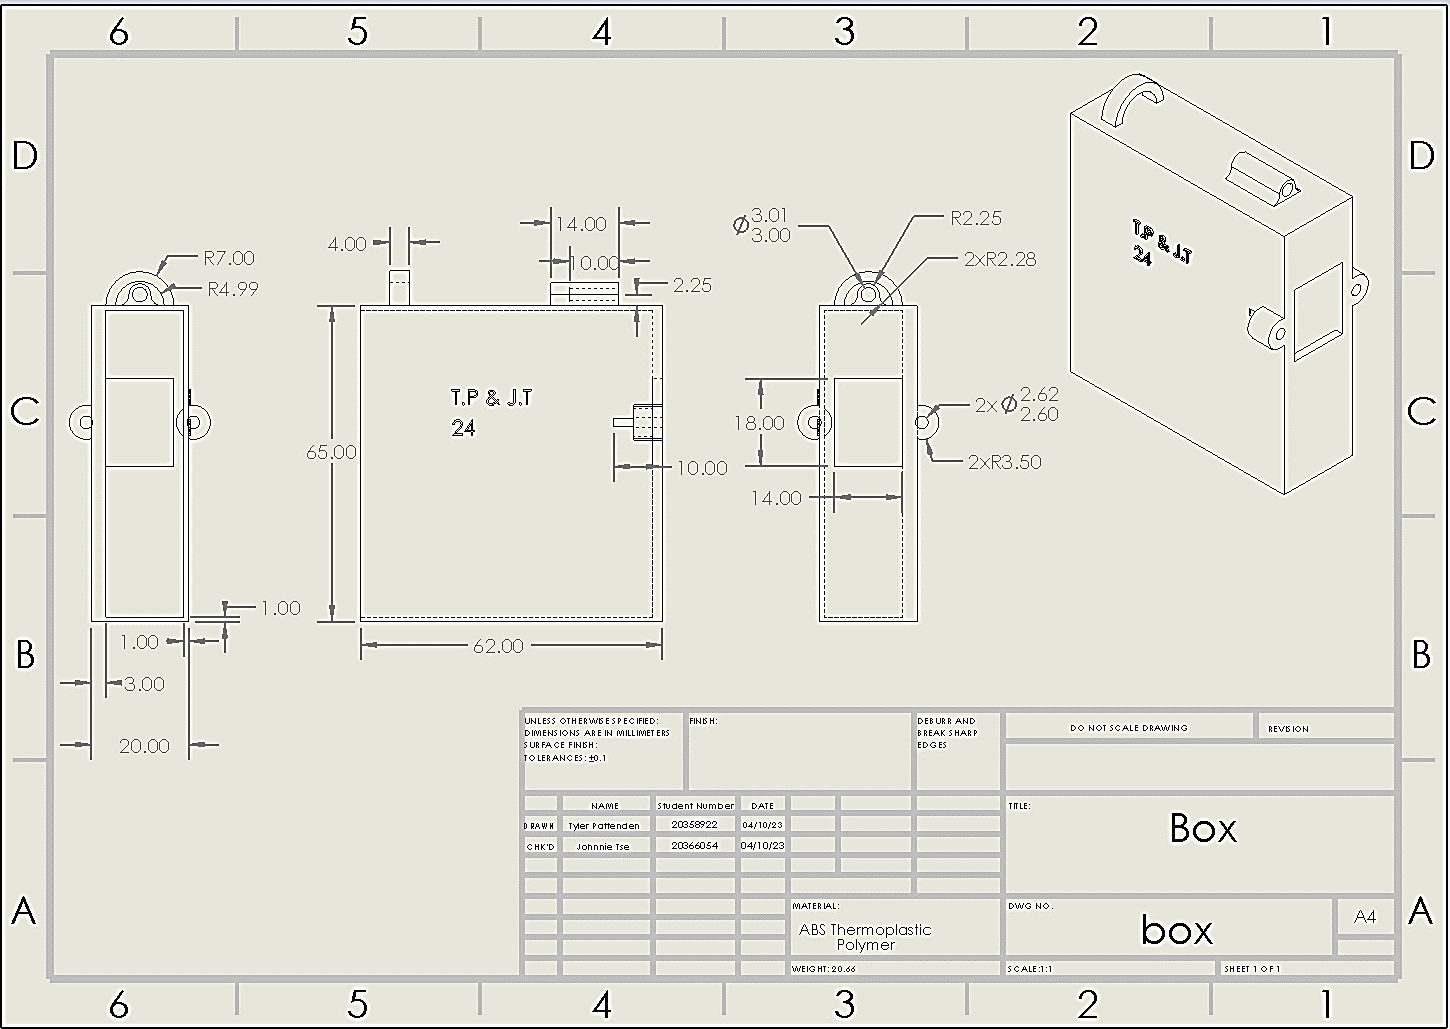 6 5 4 3 2 1
D
D
C
C
B
B
A
A
R7.00
R4.99
1.00
1.00
3.00
20.00
4.00
14.00
10.00
2.25
65.00
T.P & J.T
24
10.00
62.00
Ø3.01
3.00
R2.25
2xR2.28
18.00
14.00
2x Ø2.62
2.60
2xR3.50
T.P & J.T
24
UNLESS OTHERWISE SPECIFIED:
DIMENSIONS ARE IN MILLIMETERS
SURFACE FINISH:
TOLERANCES: ±0.1
FINISH:
DEBURR AND
BREAK SHARP
EDGES
DO NOT SCALE DRAWING
REVISION
NAME Student Number DATE
DRAWN Tyler Pattenden 20358922 04/10/23
CHK'D Johnnie Tse 20366054 04/10/23
TITLE:
Box
MATERIAL:
ABS Thermoplastic
Polymer
DWG NO.
box
A4
WEIGHT: 20.66
SCALE:1:1
SHEET 1 OF 1
6 5 4 3 2 1